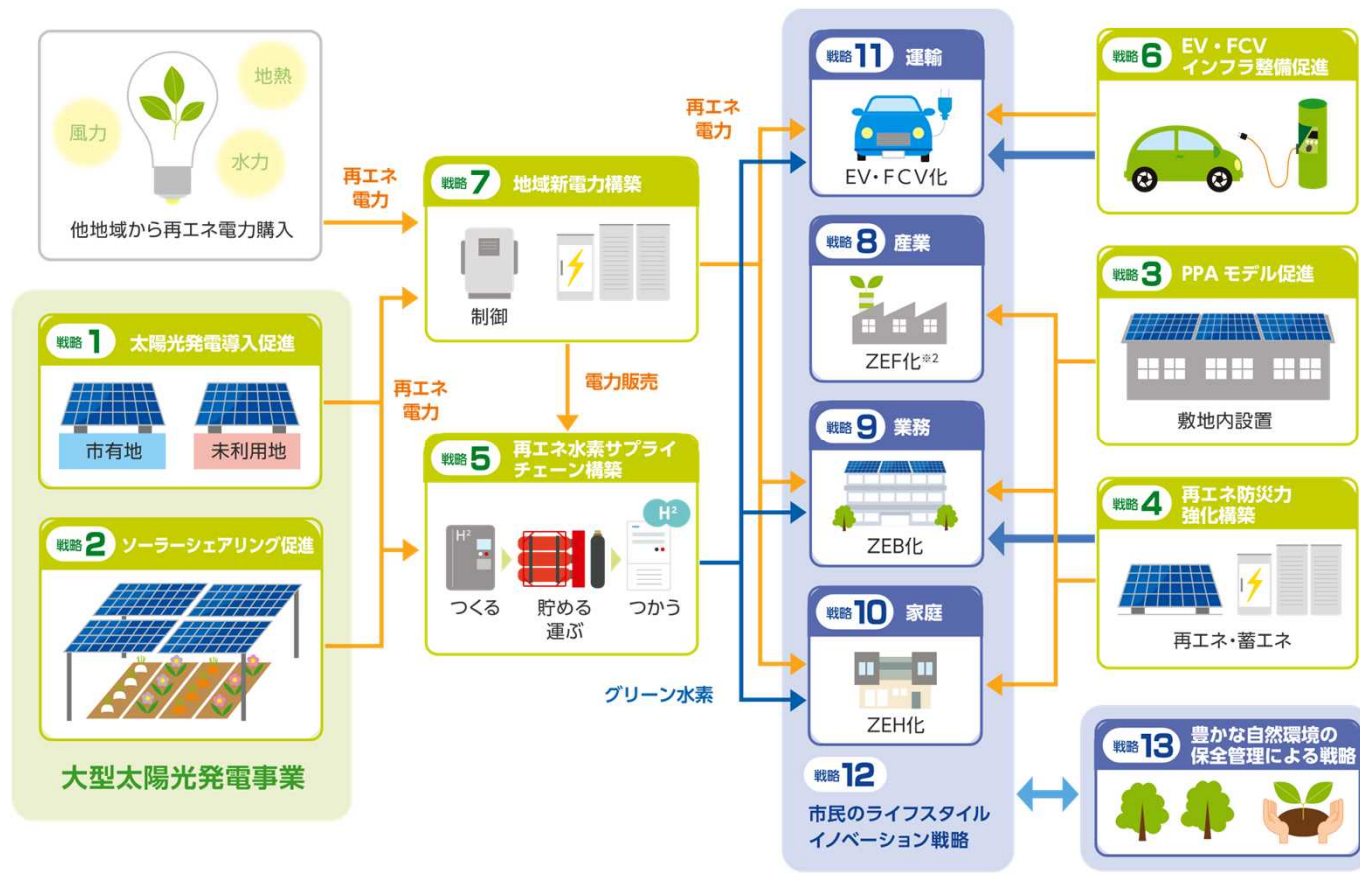 地熱
風力
水力
他地域から再エネ電力購入
再エネ
電力
戦略1 太陽光発電導入促進
市有地
未利用地
戦略2 ソーラーシェアリング促進
大型太陽光発電事業
再エネ
電力
戦略7 地域新電力構築
制御
電力販売
戦略5 再エネ水素サプライ
チェーン構築
H²
H²
つくる
貯める
運ぶ
つかう
グリーン水素
再エネ
電力
戦略11 運輸
EV・FCV化
戦略8 産業
ZEF化※2
戦略9 業務
ZEB化
戦略10 家庭
ZEH化
戦略12
市民のライフスタイル
イノベーション戦略
戦略6 EV・FCV
インフラ整備促進
戦略3 PPA モデル促進
敷地内設置
戦略4 再エネ防災力
強化構築
再エネ・蓄エネ
戦略13 豊かな自然環境の
保全管理による戦略